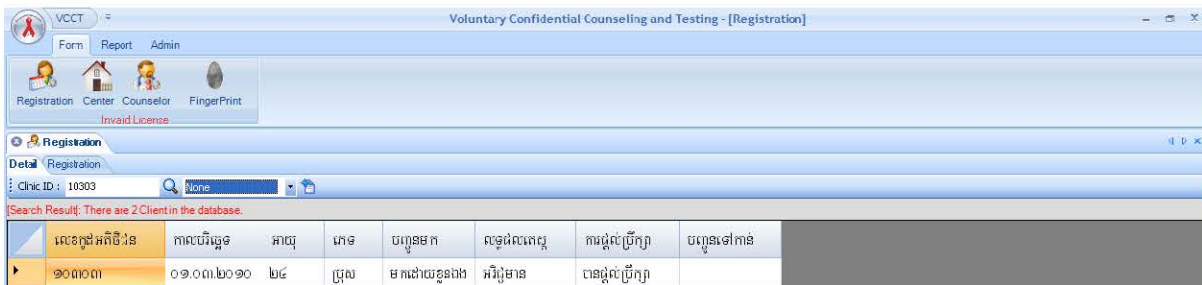 VCCT
Voluntary Confidential Counseling and Testing - [Registration]
Form Report Admin
Registration Center Counselor FingerPrint
Invaid License
Registration
Detail Registration
Clinic ID : 10303 None
[Search Result]: There are 2 Client in the database.
លេខកូដអតិថិជន កាលបរិច្ឆេទ អាយុ ភេទ បញ្ជូនមក លទ្ធផលតេស្ត ការផ្តល់ប្រឹក្សា បញ្ជូនទៅកាន់
១០៣០៣ ០១.០៣.២០១០ ២៤ ប្រុស មកដោយខ្លួនឯង អវិជ្ជមាន បានផ្តល់ប្រឹក្សា